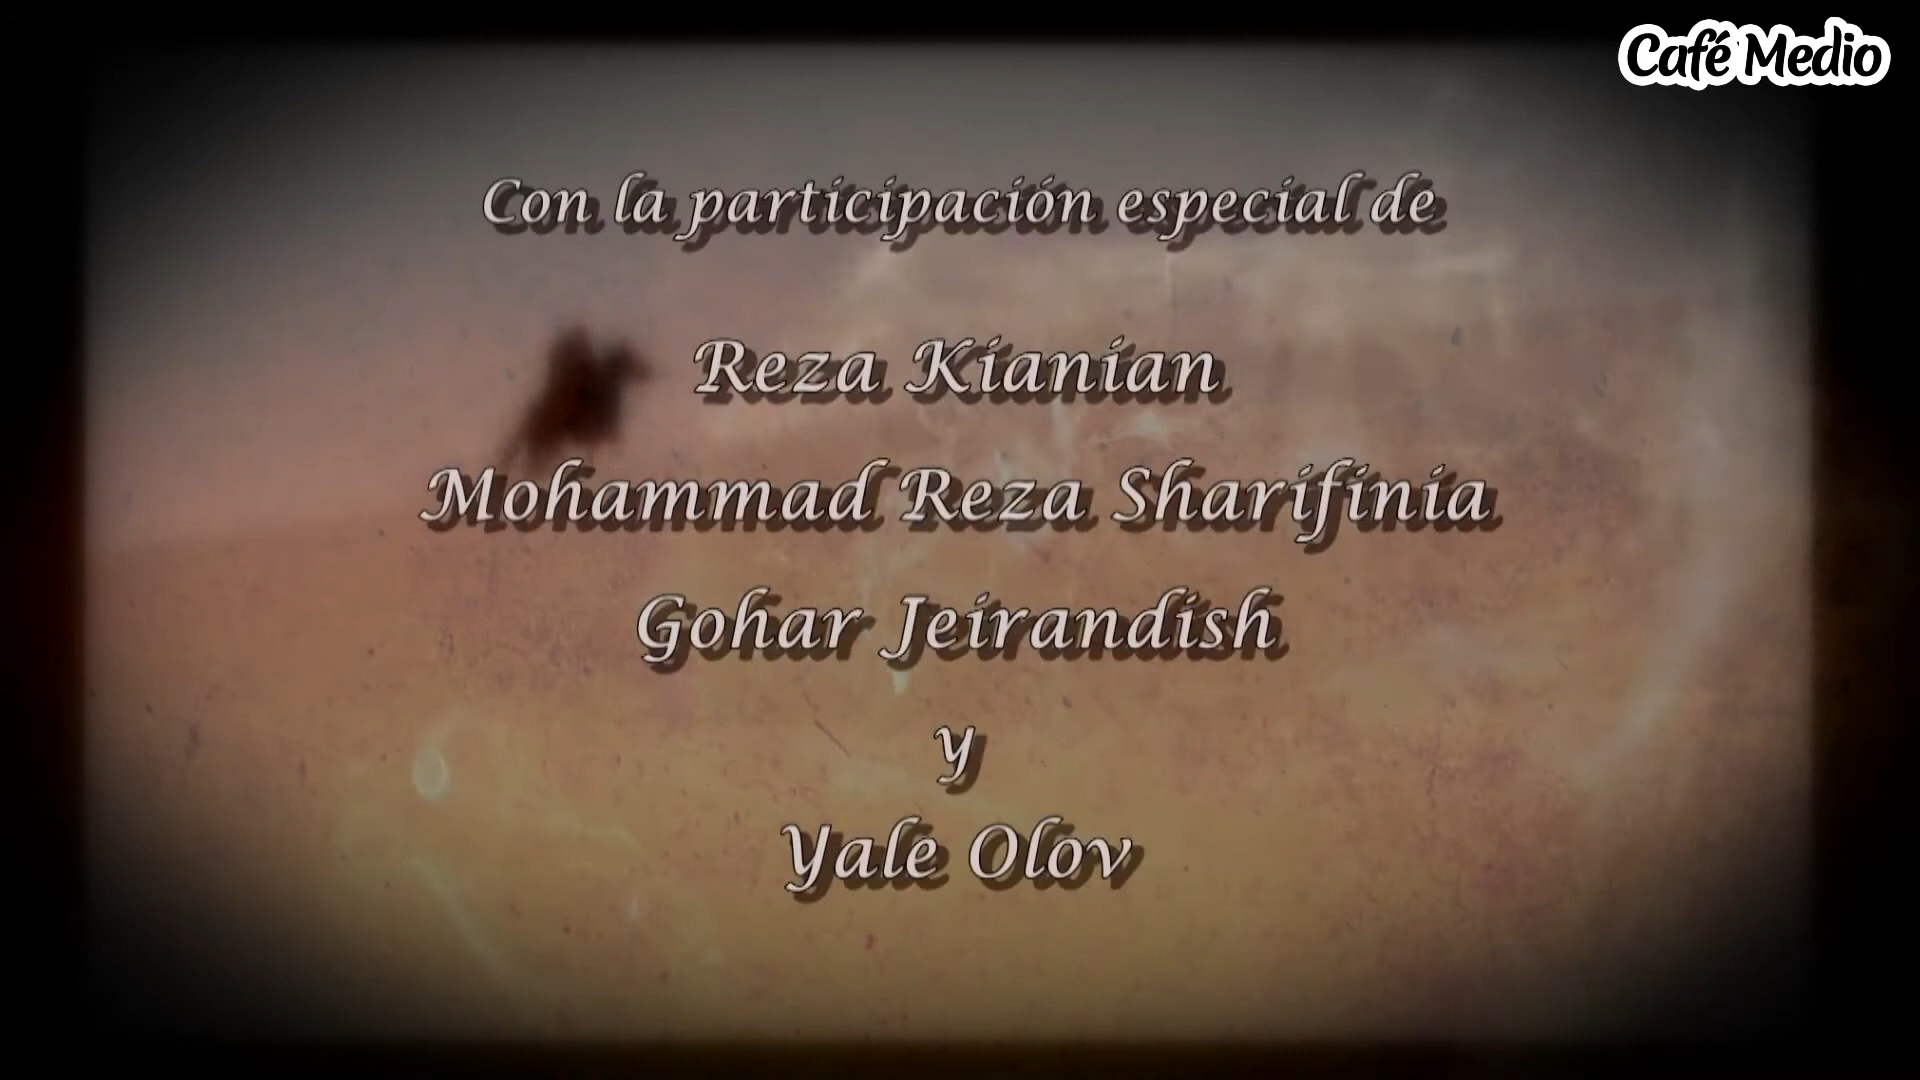 Café Medio
Con la participación especial de
Reza Kianian
Mohammad Reza Sharifinia
Gohar Jeirandish
y
Yale Olov